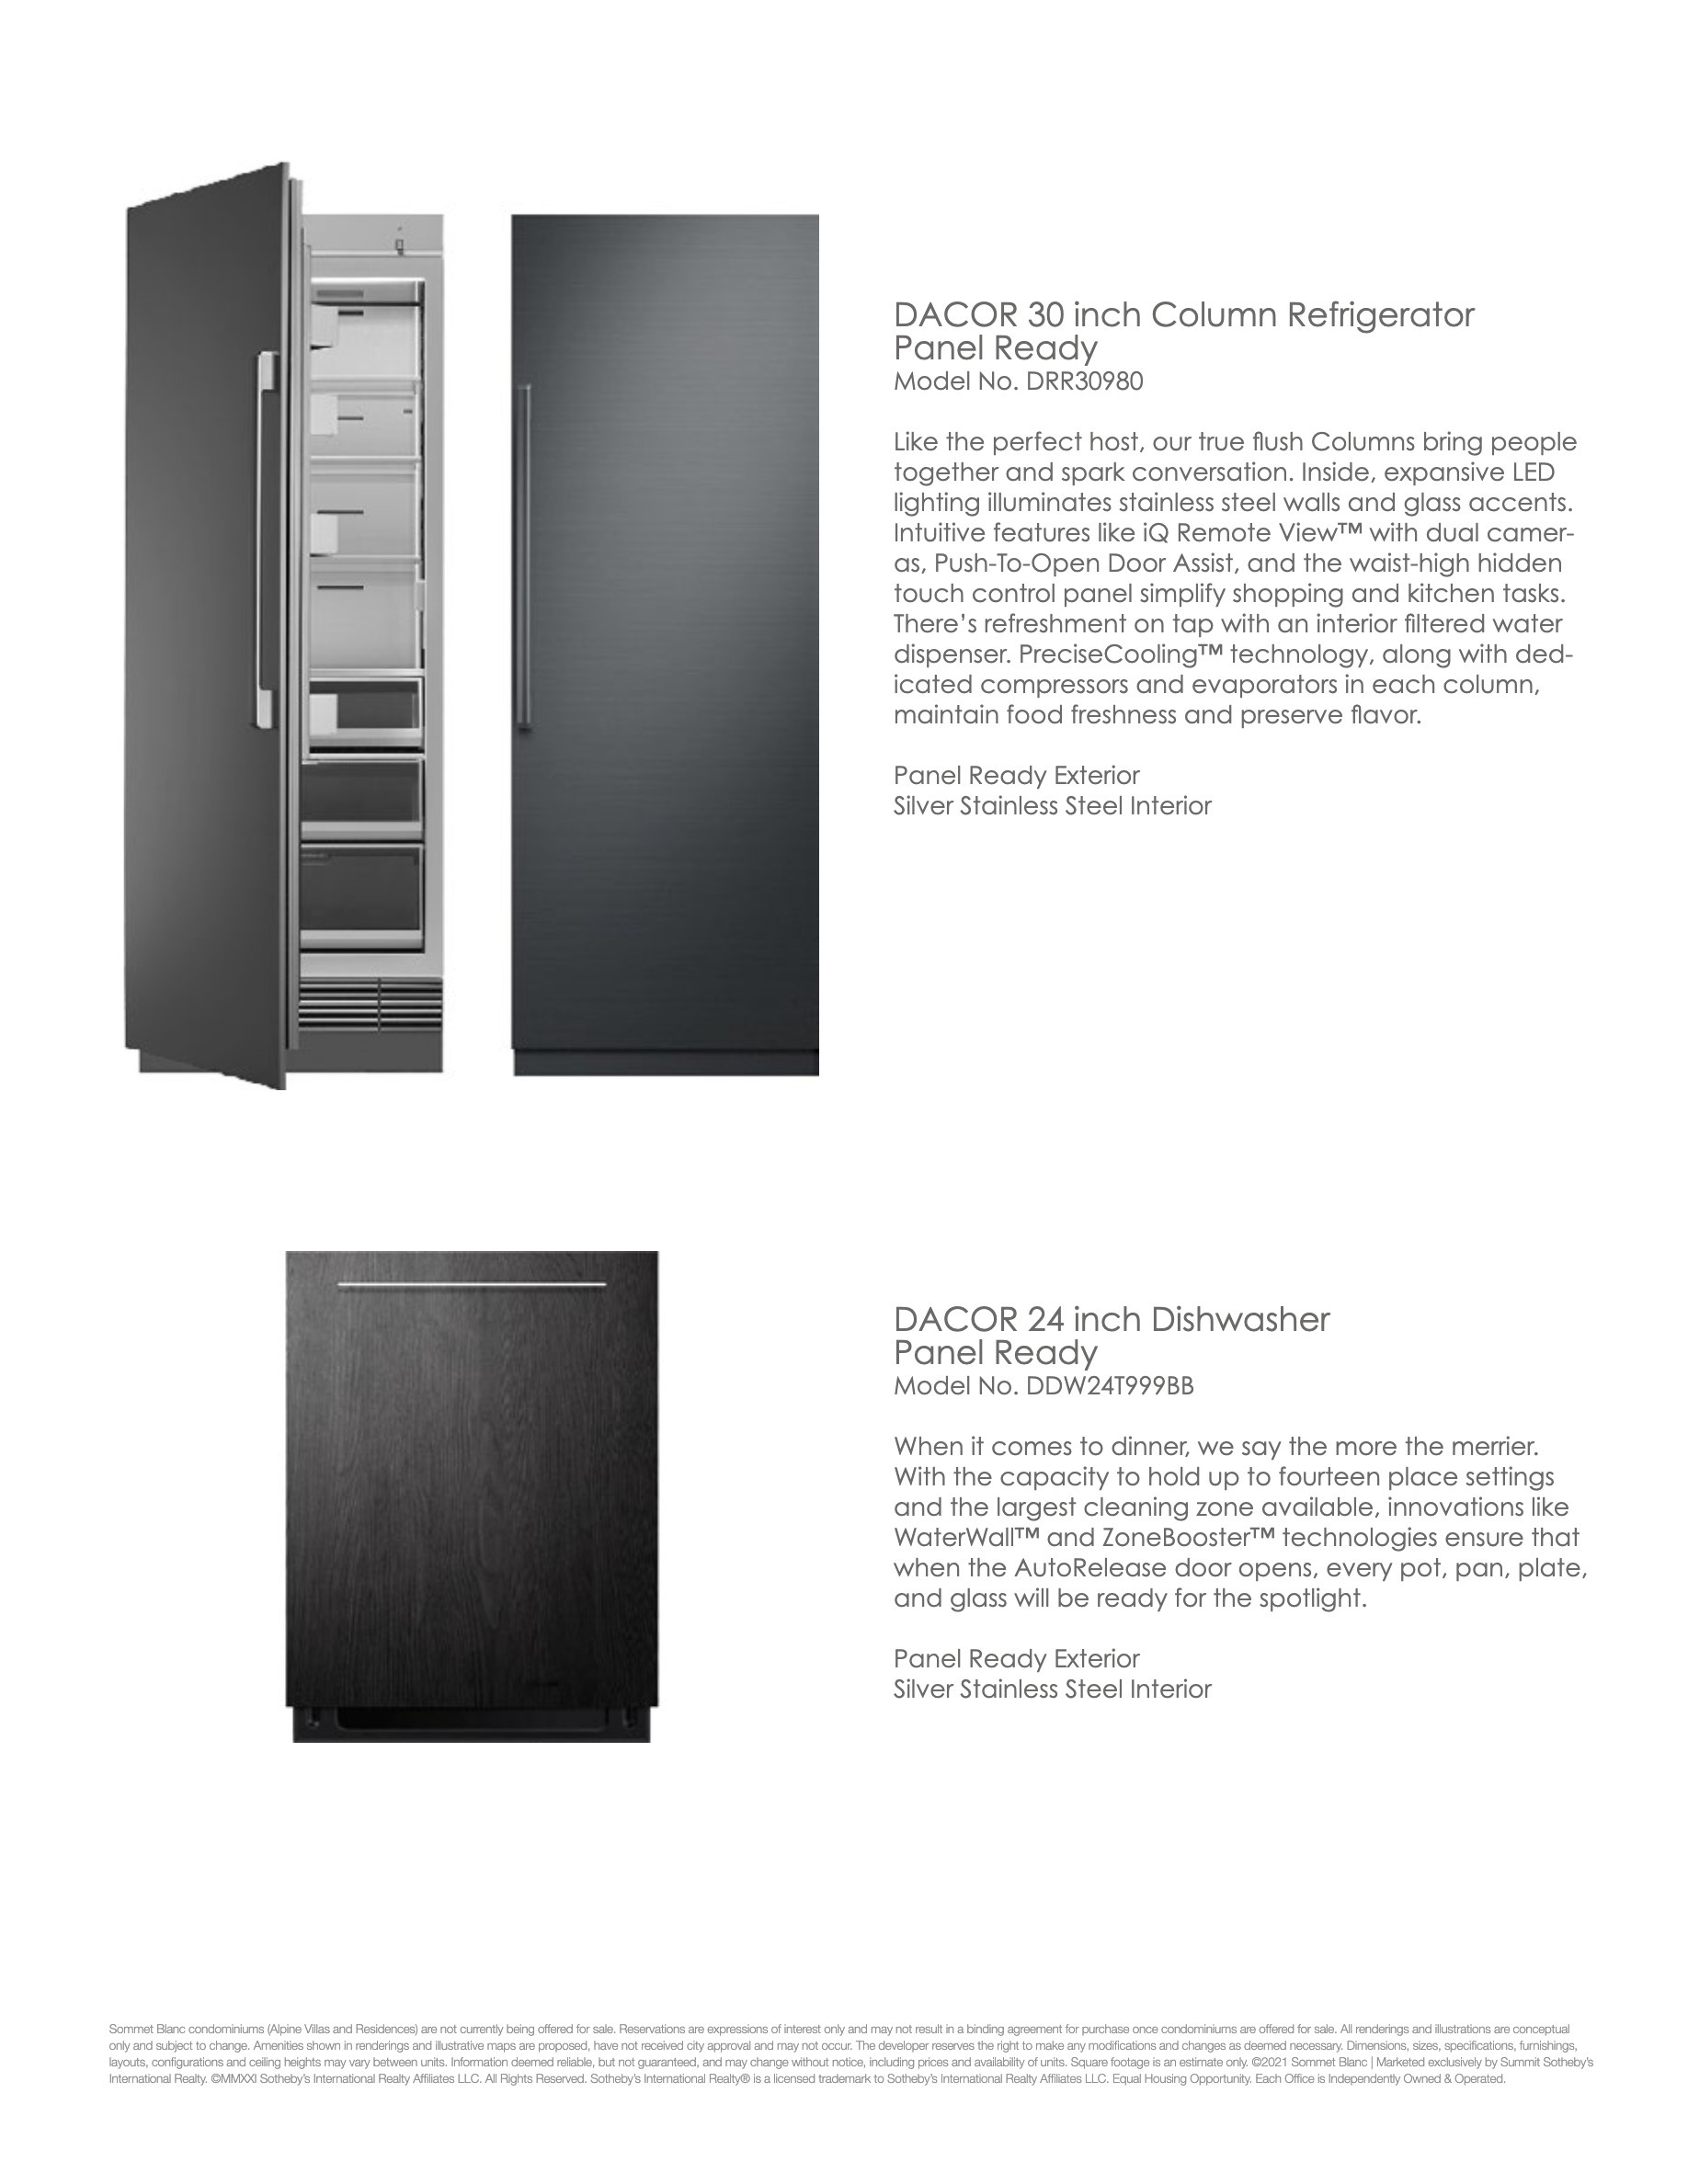 DACOR 30 inch Column Refrigerator
Panel Ready
Model No. DRR30980
Like the perfect host, our true flush Columns bring people
together and spark conversation. Inside, expansive LED
lighting illuminates stainless steel walls and glass accents.
Intuitive features like iQ Remote View™ with dual camer-
as, Push-To-Open Door Assist, and the waist-high hidden
touch control panel simplify shopping and kitchen tasks.
There's refreshment on tap with an interior filtered water
dispenser. PreciseCooling™ technology, along with ded-
icated compressors and evaporators in each column,
maintain food freshness and preserve flavor.
Panel Ready Exterior
Silver Stainless Steel Interior
DACOR 24 inch Dishwasher
Panel Ready
Model No. DDW24T999BB
When it comes to dinner, we say the more the merrier.
With the capacity to hold up to fourteen place settings
and the largest cleaning zone available, innovations like
WaterWall™ and ZoneBooster™ technologies ensure that
when the AutoRelease door opens, every pot, pan, plate,
and glass will be ready for the spotlight.
Panel Ready Exterior
Silver Stainless Steel Interior
Sommet Blanc condominiums (Alpine Villas and Residences) are not currently being offered for sale. Reservations are expressions of interest only and may not result in a binding agreement for purchase once condominiums are offered for sale. All renderings and illustrations are conceptual
only and subject to change. Amenities shown in renderings and illustrative maps are proposed, have not received city approval and may not occur. The developer reserves the right to make any modifications and changes as deemed necessary. Dimensions, sizes, specifications, furnishings,
layouts, configurations and ceiling heights may vary between units. Information deemed reliable, but not guaranteed, and may change without notice, including prices and availability of units. Square footage is an estimate only. ©2021 Sommet Blanc | Marketed exclusively by Summit Sotheby's
International Realty. ©MMXXI Sotheby's International Realty Affiliates LLC. All Rights Reserved. Sotheby's International Realty® is a licensed trademark to Sotheby's International Realty Affiliates LLC. Equal Housing Opportunity. Each Office is Independently Owned & Operated.